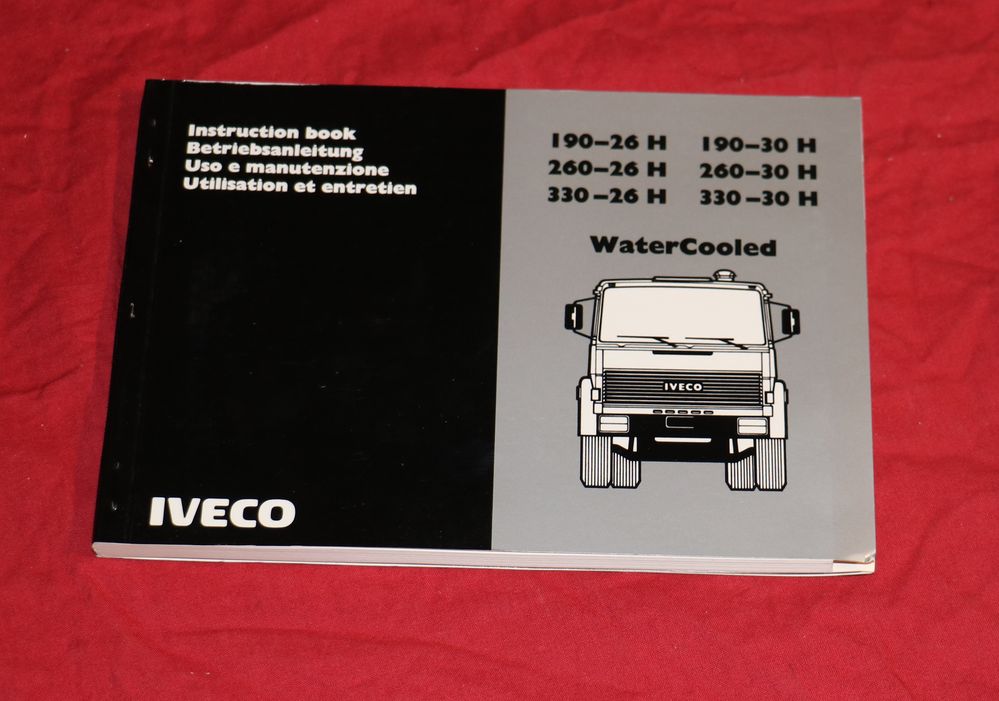 Instruction book
Betriebsanleitung
Uso e manutenzione
Utilisation et entretien
IVECO
190-26 H 190-30 H
260-26 H 260-30 H
330-26 H 330-30 H
WaterCooled
IVECO